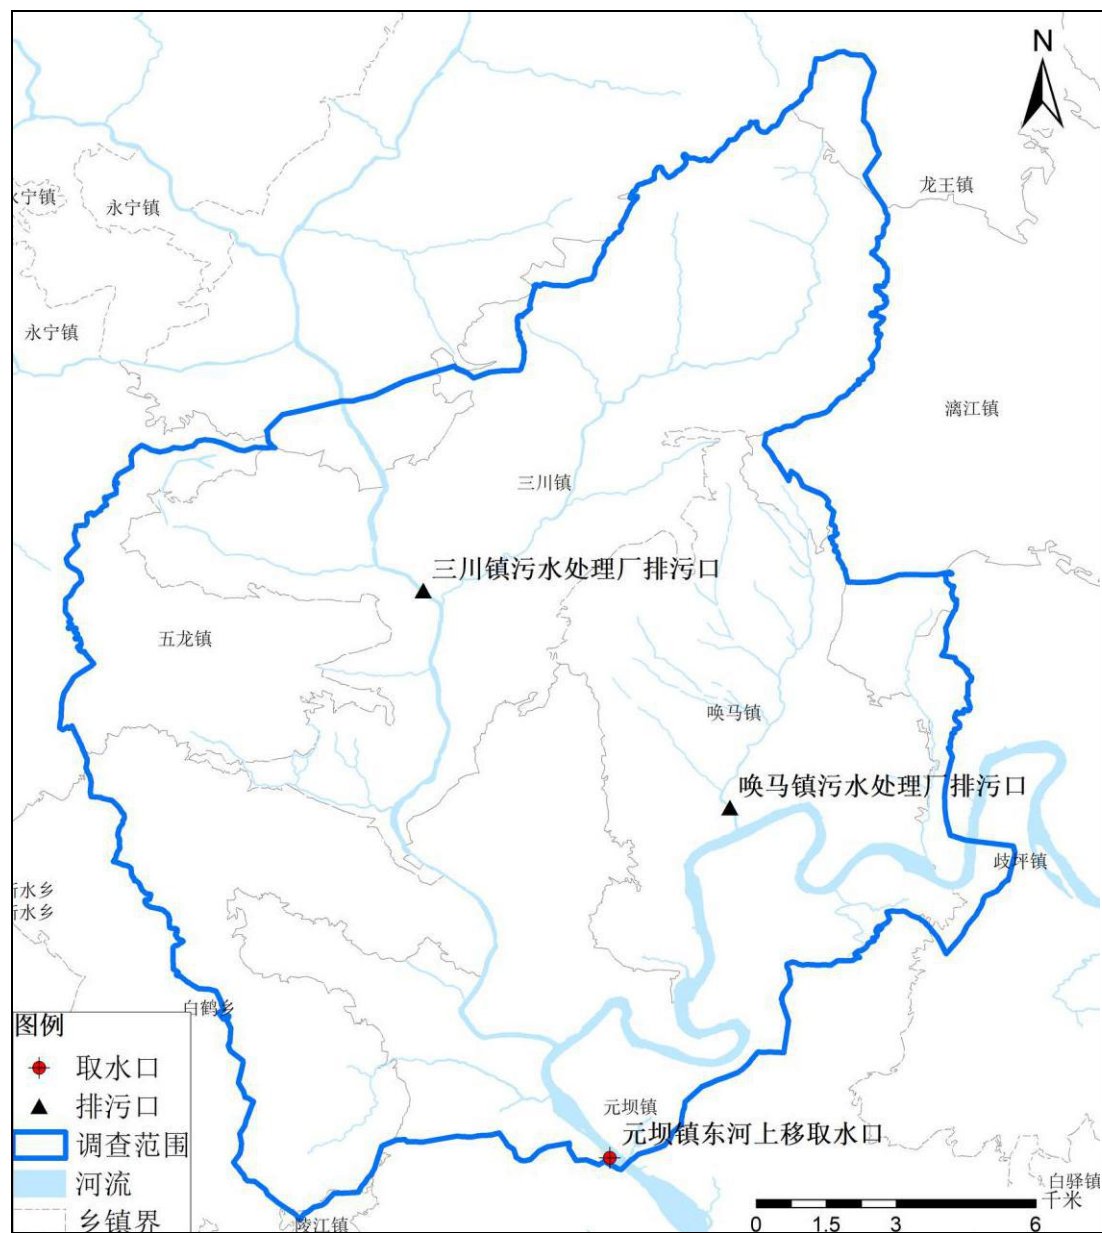 N
龙王镇
永宁镇
永宁镇
永宁镇
漓江镇
三川镇
三川镇污水处理厂排污口
五龙镇
唤马镇
唤马镇污水处理厂排污口
歧坪镇
水乡
水乡
白鹤乡
图例
取水口
排污口
调查范围
河流
乡镇界
元坝镇
元坝镇东河上移取水口
陵江镇
白驿镇
千米
0 1.5 3 6